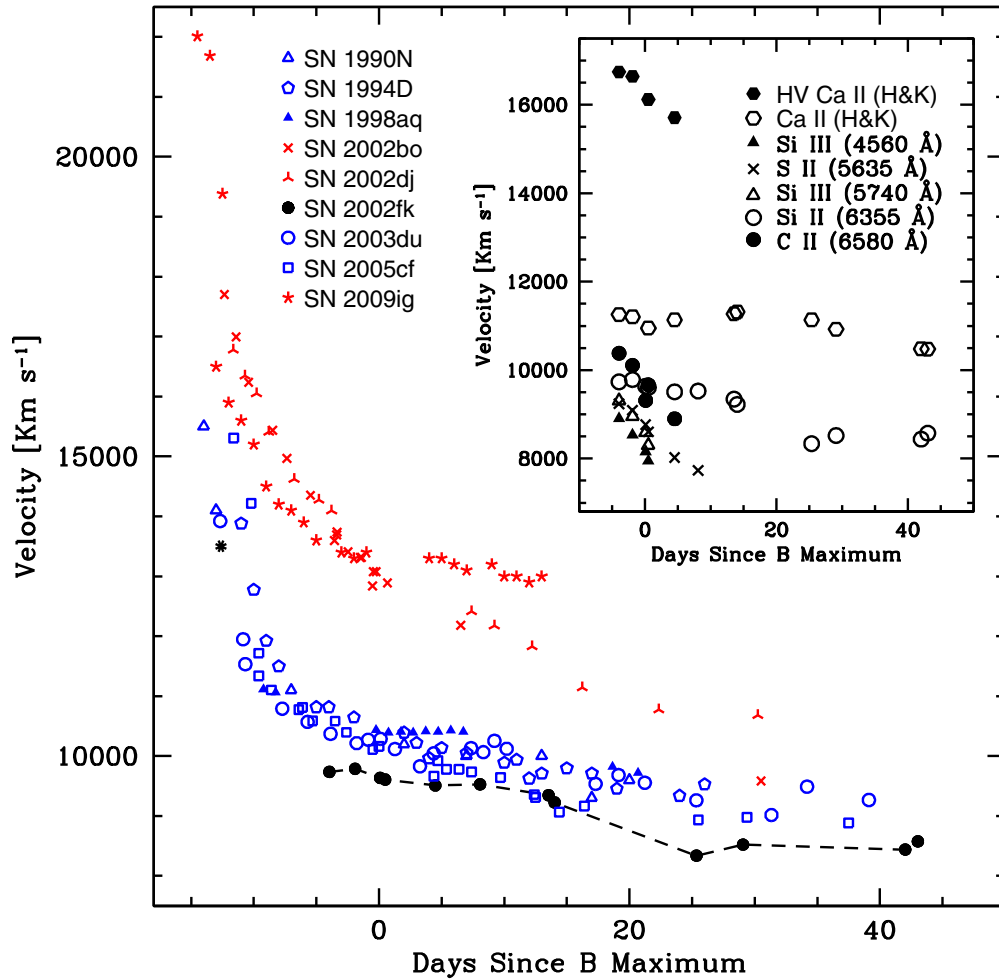 SN 1990N
SN 1994D
SN 1998aq
SN 2002bo
SN 2002dj
SN 2002fk
SN 2003du
SN 2005cf
SN 2009ig
20000
15000
10000
Velocity [Km s⁻¹]
0
20
40
Days Since B Maximum
HV Ca II (H&K)
Ca II (H&K)
Si III (4560 Å)
S II (5635 Å)
Si III (5740 Å)
Si II (6355 Å)
C II (6580 Å)
16000
14000
12000
10000
8000
Velocity [Km s⁻¹]
0
20
40
Days Since B Maximum